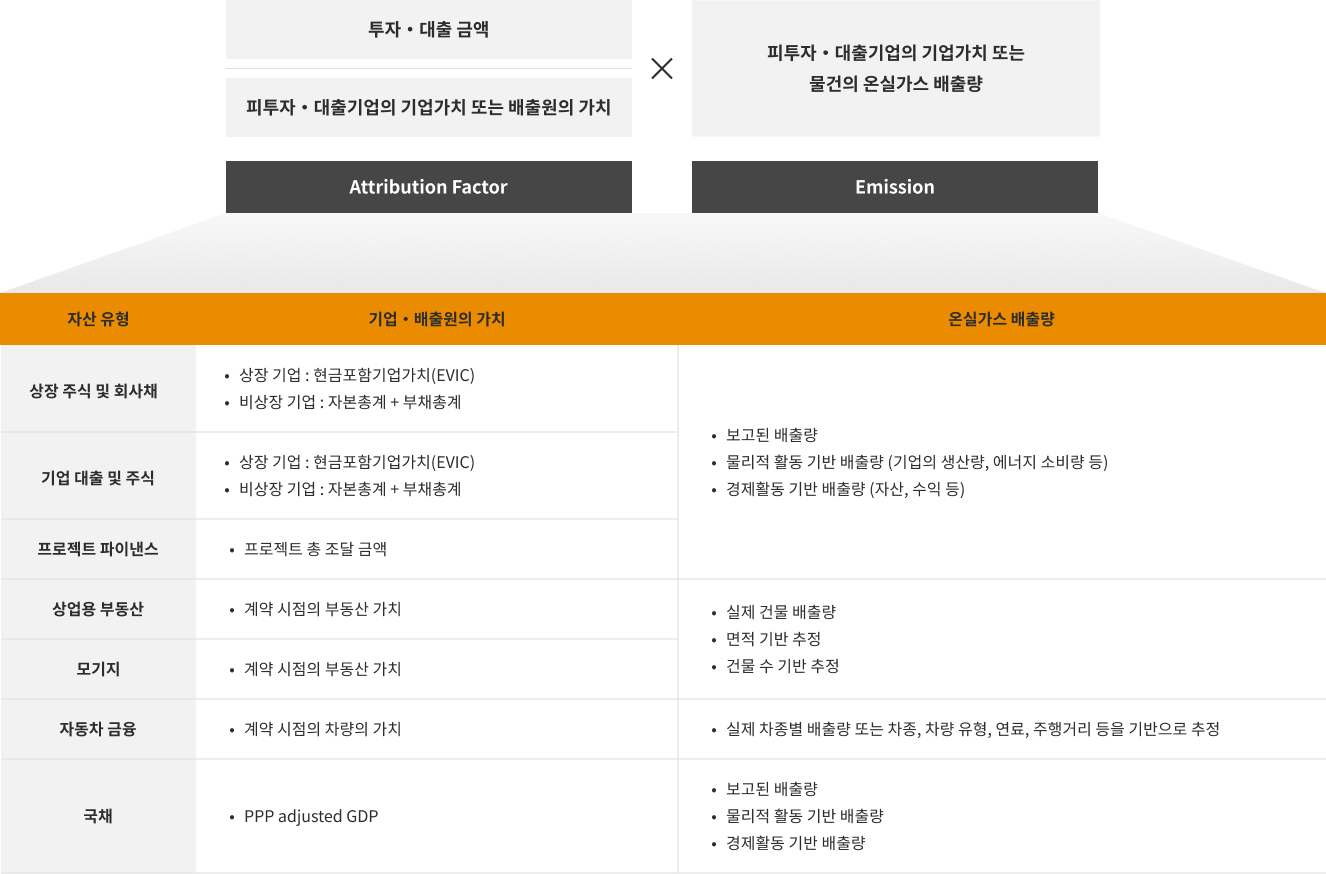 투자 • 대출 금액
피투자 • 대출기업의 기업가치 또는 배출원의 가치
×
피투자 • 대출기업의 기업가치 또는
물건의 온실가스 배출량
Attribution Factor
Emission
자산 유형
기업 • 배출원의 가치
온실가스 배출량
상장 주식 및 회사채
• 상장 기업 : 현금포함기업가치(EVIC)
• 비상장 기업 : 자본총계 + 부채총계
기업 대출 및 주식
• 상장 기업 : 현금포함기업가치(EVIC)
• 비상장 기업 : 자본총계 + 부채총계
프로젝트 파이낸스
• 프로젝트 총 조달 금액
• 보고된 배출량
• 물리적 활동 기반 배출량 (기업의 생산량, 에너지 소비량 등)
• 경제활동 기반 배출량 (자산, 수익 등)
상업용 부동산
• 계약 시점의 부동산 가치
모기지
• 계약 시점의 부동산 가치
• 실제 건물 배출량
• 면적 기반 추정
• 건물 수 기반 추정
자동차 금융
• 계약 시점의 차량의 가치
• 실제 차종별 배출량 또는 차종, 차량 유형, 연료, 주행거리 등을 기반으로 추정
국채
• PPP adjusted GDP
• 보고된 배출량
• 물리적 활동 기반 배출량
• 경제활동 기반 배출량